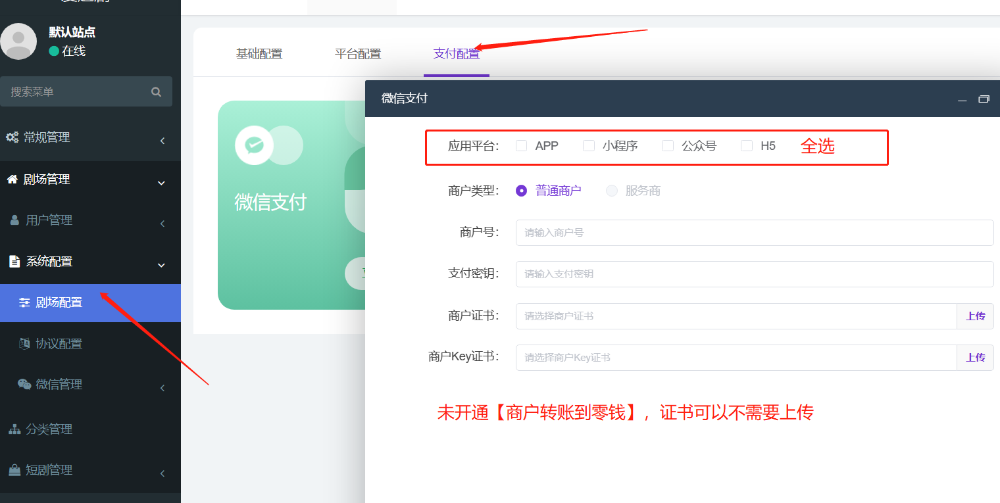 默认站点
在线
搜索菜单
常规管理
剧场管理
用户管理
系统配置
剧场配置
协议配置
微信管理
分类管理
短剧管理
基础配置
平台配置
支付配置
微信支付
微信支付
应用平台：
APP
小程序
公众号
H5
全选
商户类型：
普通商户
服务商
商户号：
请输入商户号
支付密钥：
请输入支付密钥
商户证书：
请选择商户证书
上传
商户Key证书：
请选择商户Key证书
上传
未开通【商户转账到零钱】，证书可以不需要上传